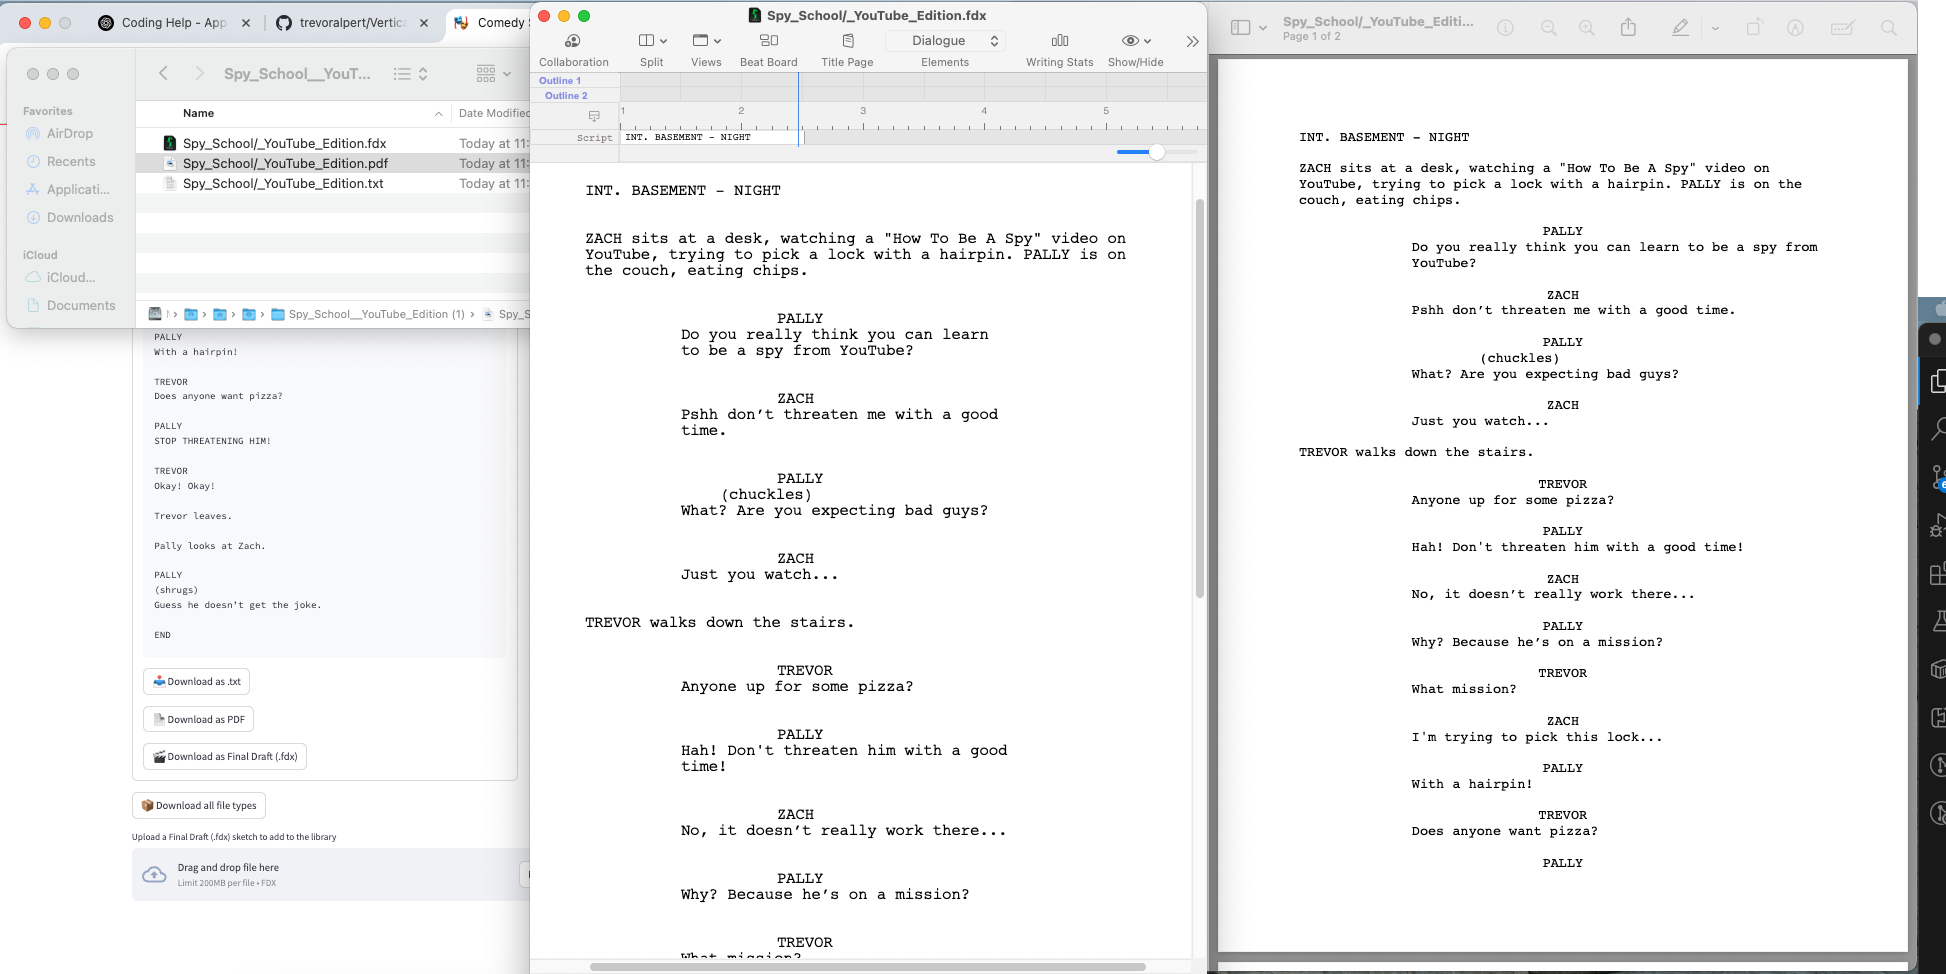 Coding Help - App
trevoralpert/Vertica
Comedy S
Spy_School__YouT...
Favorites
AirDrop
Recents
Applicati...
Downloads
iCloud
iCloud...
Documents
Name
Date Modified
Spy_School/_YouTube_Edition.fdx
Today at 11:
Spy_School/_YouTube_Edition.pdf
Today at 11:
Spy_School/_YouTube_Edition.txt
Today at 11:
Spy_School__YouTube_Edition (1)
Spy_S
PALLY
With a hairpin!
TREVOR
Does anyone want pizza?
PALLY
STOP THREATENING HIM!
TREVOR
Okay! Okay!
Trevor leaves.
Pally looks at Zach.
PALLY
(shrugs)
Guess he doesn’t get the joke.
END
Download as .txt
Download as PDF
Download as Final Draft (.fdx)
Download all file types
Upload a Final Draft (.fdx) sketch to add to the library
Drag and drop file here
Limit 200MB per file • FDX
Spy_School/_YouTube_Edition.fdx
Collaboration
Split
Views
Beat Board
Title Page
Dialogue
Elements
Writing Stats
Show/Hide
Outline 1
Outline 2
1 2 3 4 5
Script
INT. BASEMENT - NIGHT
INT. BASEMENT - NIGHT
ZACH sits at a desk, watching a "How To Be A Spy" video on
YouTube, trying to pick a lock with a hairpin. PALLY is on
the couch, eating chips.
PALLY
Do you really think you can learn
to be a spy from YouTube?
ZACH
Pshh don’t threaten me with a good
time.
PALLY
(chuckles)
What? Are you expecting bad guys?
ZACH
Just you watch...
TREVOR walks down the stairs.
TREVOR
Anyone up for some pizza?
PALLY
Hah! Don't threaten him with a good
time!
ZACH
No, it doesn’t really work there...
PALLY
Why? Because he’s on a mission?
TREVOR
What mission?
Spy_School/_YouTube_Editi...
Page 1 of 2
INT. BASEMENT - NIGHT
ZACH sits at a desk, watching a "How To Be A Spy" video on
YouTube, trying to pick a lock with a hairpin. PALLY is on the
couch, eating chips.
PALLY
Do you really think you can learn to be a spy from
YouTube?
ZACH
Pshh don’t threaten me with a good time.
PALLY
(chuckles)
What? Are you expecting bad guys?
ZACH
Just you watch...
TREVOR walks down the stairs.
TREVOR
Anyone up for some pizza?
PALLY
Hah! Don't threaten him with a good time!
ZACH
No, it doesn’t really work there...
PALLY
Why? Because he’s on a mission?
TREVOR
What mission?
ZACH
I'm trying to pick this lock...
PALLY
With a hairpin!
TREVOR
Does anyone want pizza?
PALLY